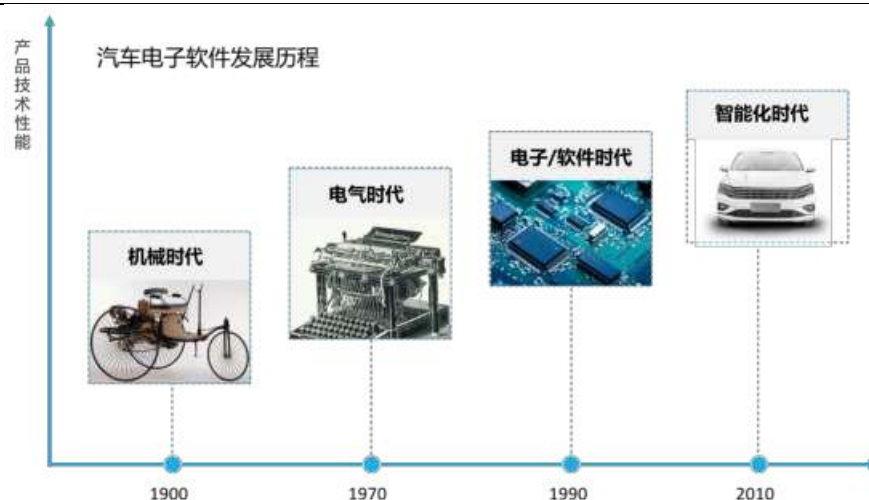 产品技术性能
汽车电子软件发展历程
智能化时代
电子/软件时代
电气时代
机械时代
1900
1970
1990
2010